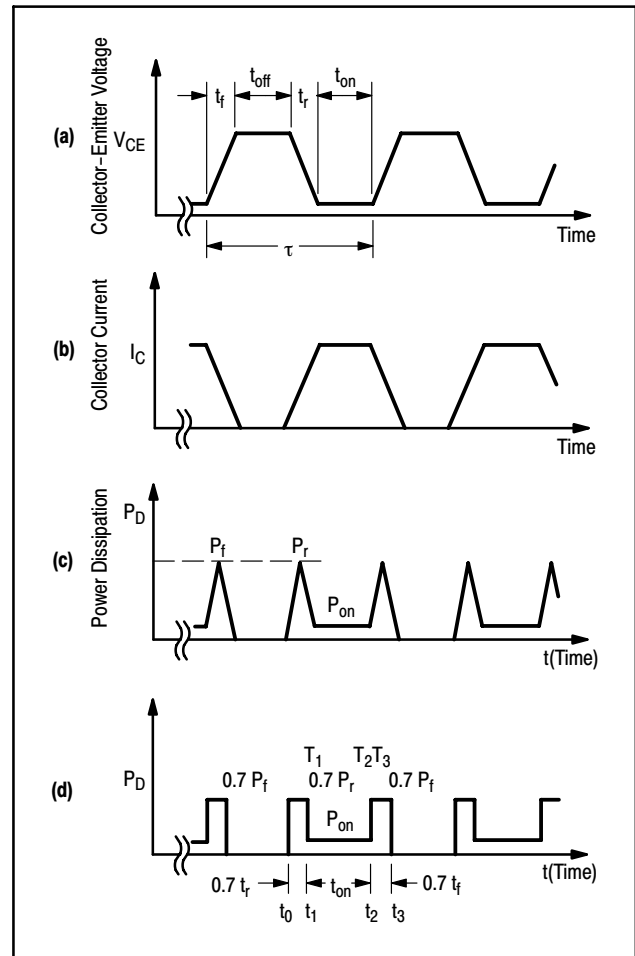 (a)
Collector-Emitter Voltage
V_CE
t_f t_off t_r t_on
Time
τ
(b)
Collector Current
I_C
Time
(c)
Power Dissipation
P_D
P_f P_r
P_on
t(Time)
(d)
P_D
T_1 T_2T_3
0.7 P_f 0.7 P_r 0.7 P_f
P_on
t(Time)
0.7 t_r t_on 0.7 t_f
t_0 t_1 t_2 t_3